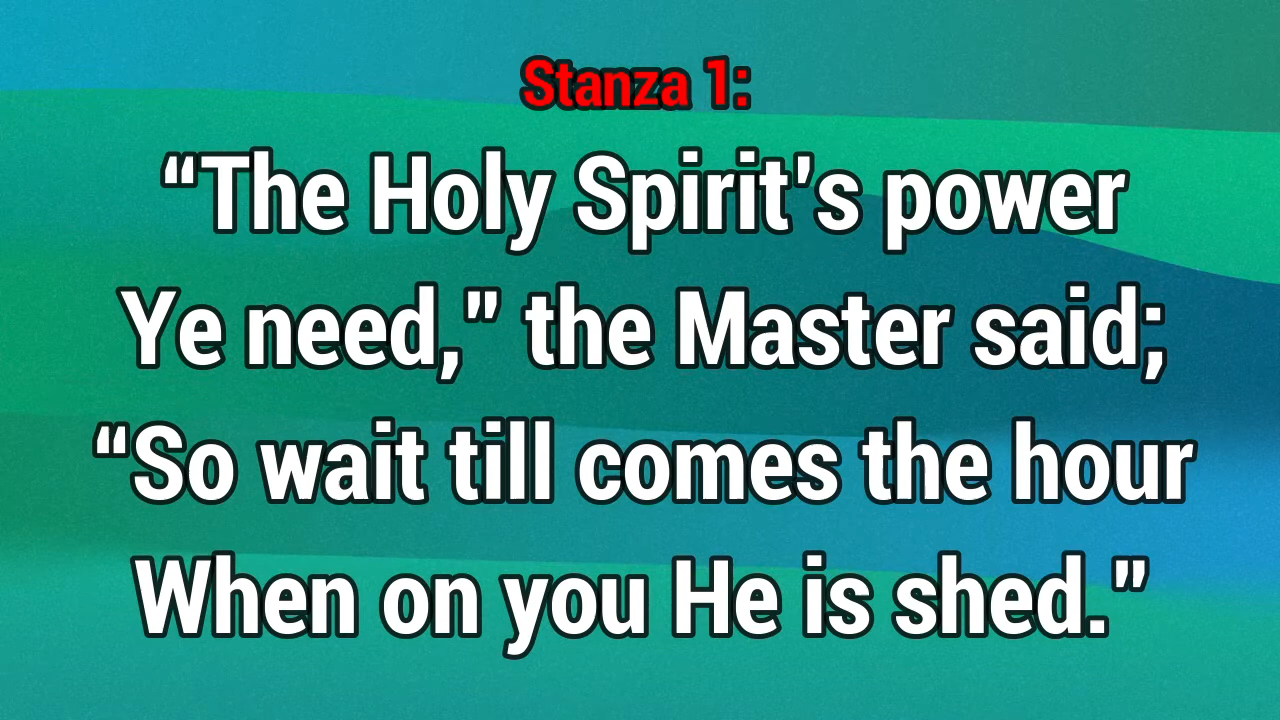 Stanza 1:
“The Holy Spirit’s power
Ye need,” the Master said;
“So wait till comes the hour
When on you He is shed.”